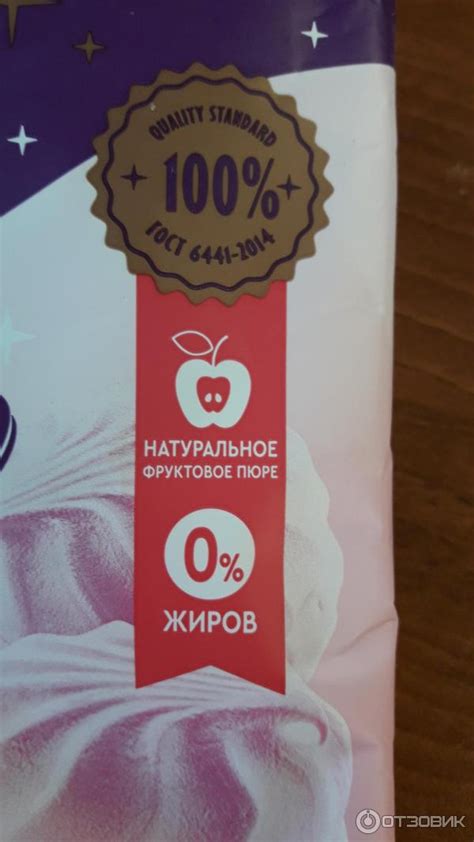 QUALITY STANDARD
100%
ГОСТ 6441-2014
НАТУРАЛЬНОЕ
ФРУКТОВОЕ ПЮРЕ
0%
ЖИРОВ
ОТЗОВИК